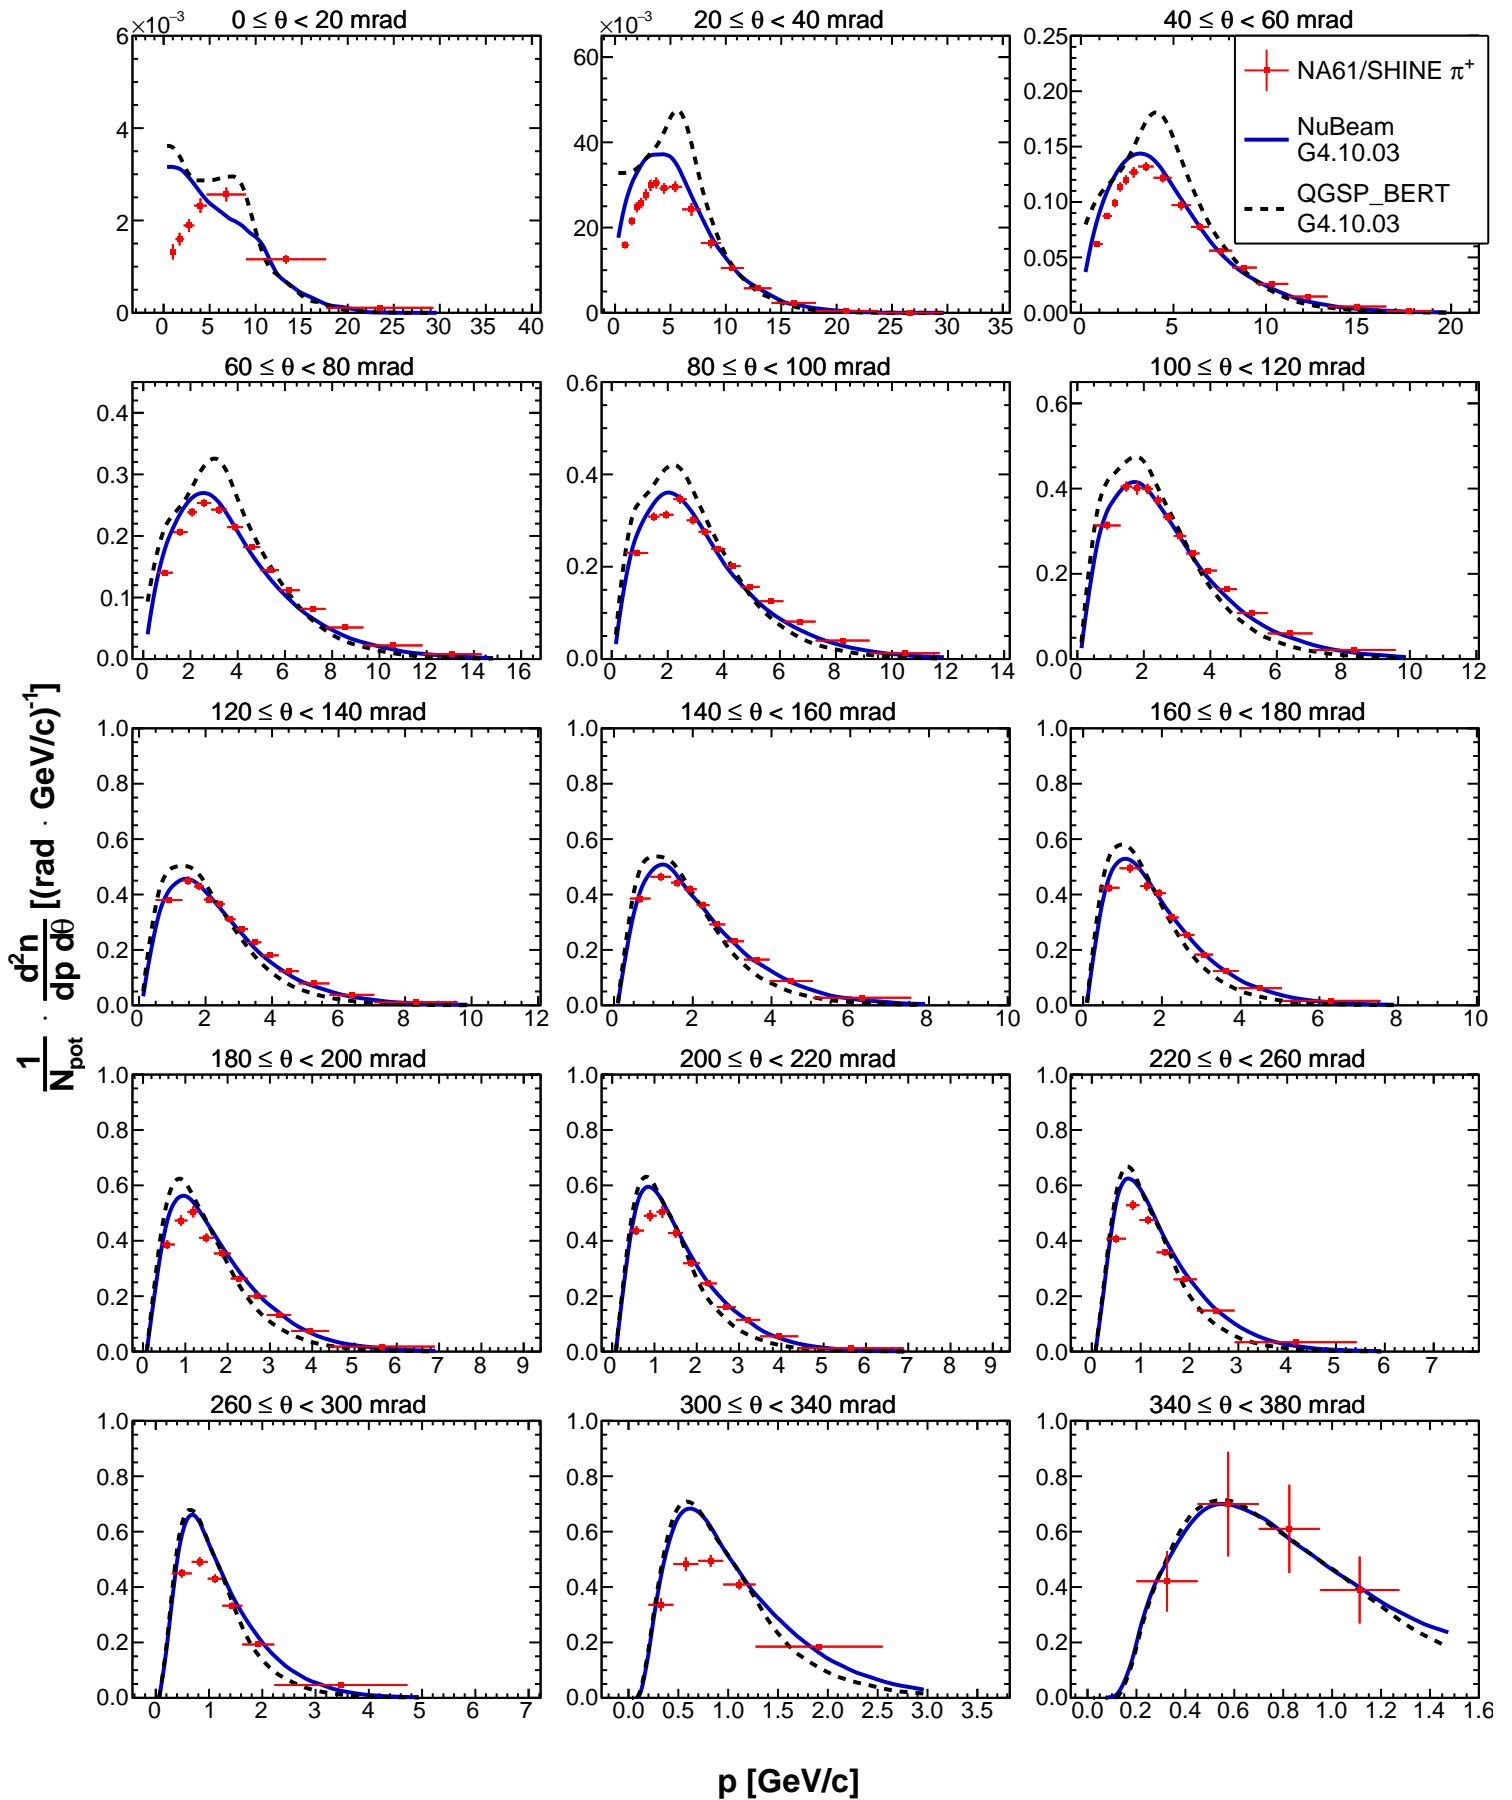 ×10⁻³ 0 ≤ θ < 20 mrad
6
4
2
0
0 5 10 15 20 25 30 35 40
×10⁻³ 20 ≤ θ < 40 mrad
60
40
20
0
0 5 10 15 20 25 30 35
40 ≤ θ < 60 mrad
0.25
0.20
0.15
0.10
0.05
0.00
0 5 10 15 20
NA61/SHINE π⁺
NuBeam
G4.10.03
QGSP_BERT
G4.10.03
60 ≤ θ < 80 mrad
0.4
0.3
0.2
0.1
0.0
0 2 4 6 8 10 12 14 16
80 ≤ θ < 100 mrad
0.6
0.4
0.2
0.0
0 2 4 6 8 10 12 14
100 ≤ θ < 120 mrad
0.6
0.4
0.2
0.0
0 2 4 6 8 10 12
120 ≤ θ < 140 mrad
1.0
0.8
0.6
0.4
0.2
0.0
0 2 4 6 8 10 12
140 ≤ θ < 160 mrad
1.0
0.8
0.6
0.4
0.2
0.0
0 2 4 6 8 10
160 ≤ θ < 180 mrad
1.0
0.8
0.6
0.4
0.2
0.0
0 2 4 6 8 10
180 ≤ θ < 200 mrad
1.0
0.8
0.6
0.4
0.2
0.0
0 1 2 3 4 5 6 7 8 9
200 ≤ θ < 220 mrad
1.0
0.8
0.6
0.4
0.2
0.0
0 1 2 3 4 5 6 7 8 9
220 ≤ θ < 260 mrad
1.0
0.8
0.6
0.4
0.2
0.0
0 1 2 3 4 5 6 7
260 ≤ θ < 300 mrad
1.0
0.8
0.6
0.4
0.2
0.0
0 1 2 3 4 5 6 7
300 ≤ θ < 340 mrad
1.0
0.8
0.6
0.4
0.2
0.0
0.0 0.5 1.0 1.5 2.0 2.5 3.0 3.5
340 ≤ θ < 380 mrad
1.0
0.8
0.6
0.4
0.2
0.0
0.0 0.2 0.4 0.6 0.8 1.0 1.2 1.4 1.6
1/N_pot · d²n/dp dθ [(rad · GeV/c)⁻¹]
p [GeV/c]